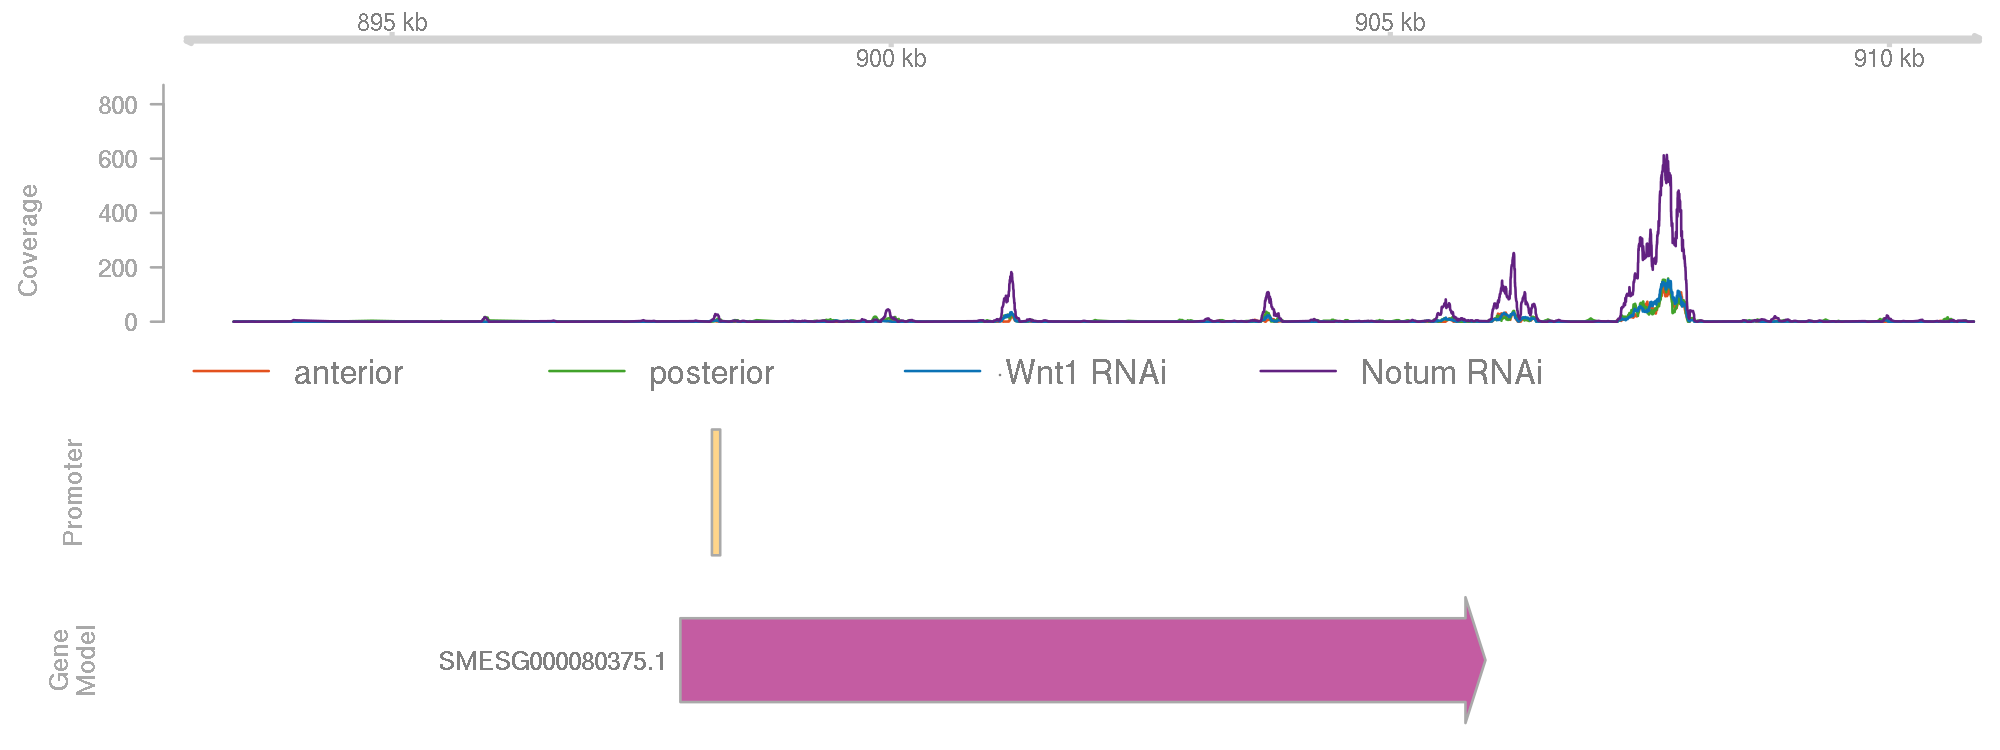 895 kb
905 kb
900 kb
910 kb
Coverage
800
600
400
200
0
anterior
posterior
Wnt1 RNAi
Notum RNAi
Promoter
Gene
Model
SMESG000080375.1